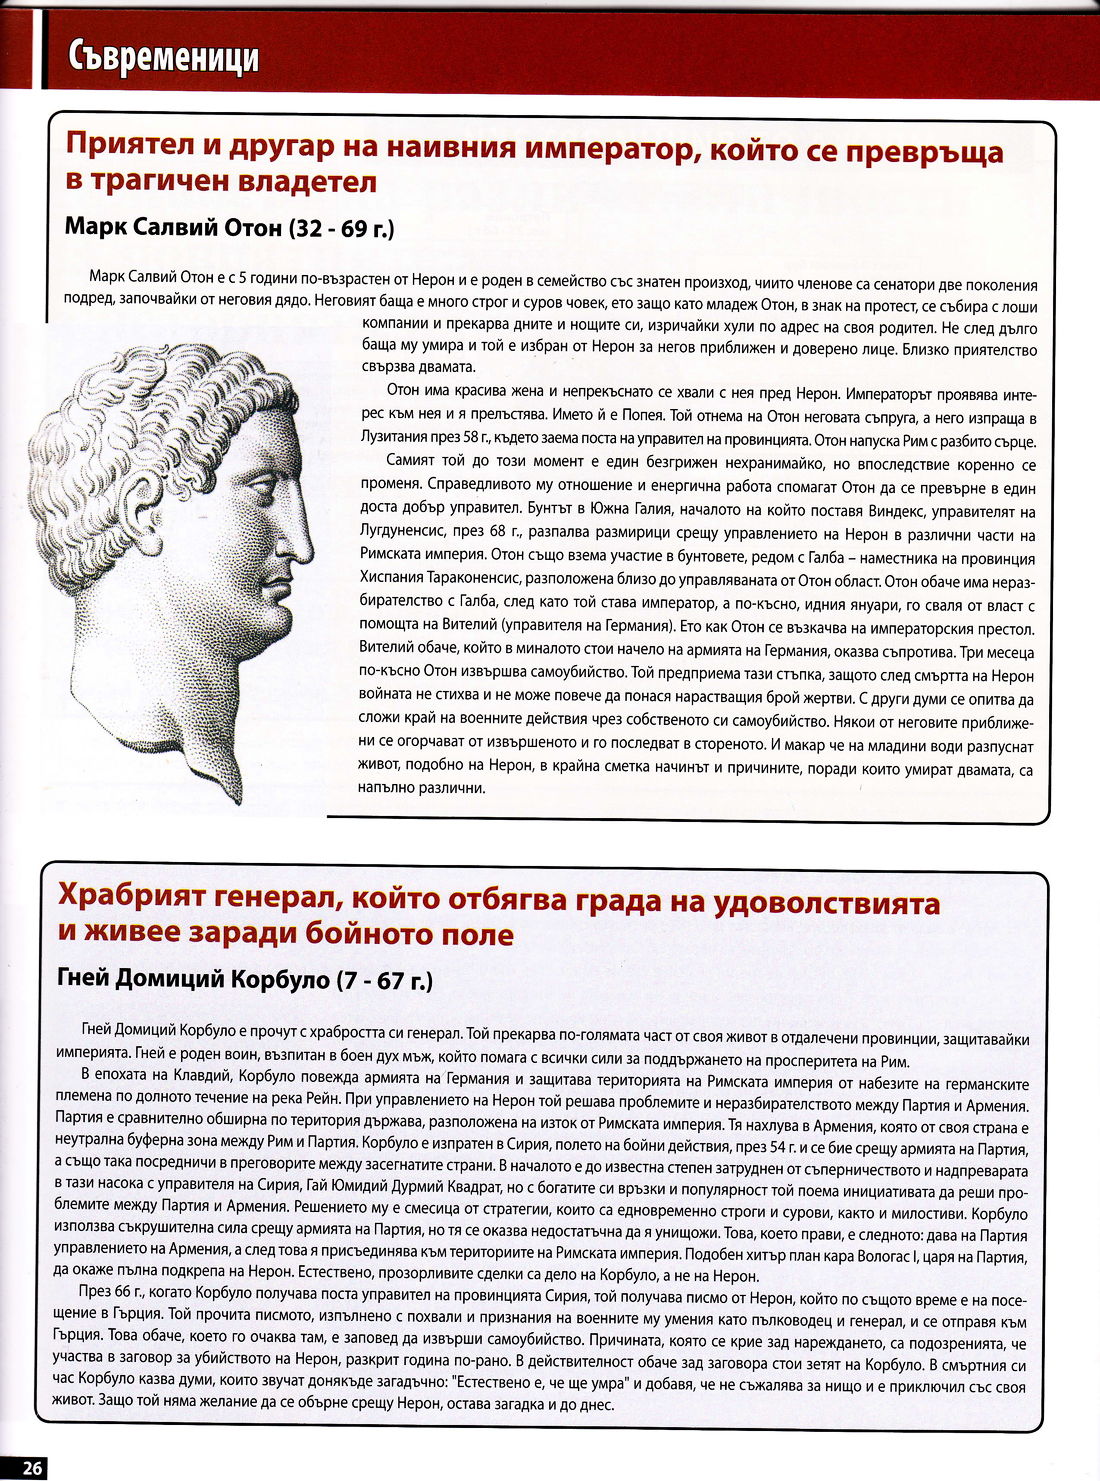 Съвременици
Приятел и другар на наивния император, който се превръща
в трагичен владетел
Марк Салвий Отон (32 - 69 г.)
Марк Салвий Отон е с 5 години по-възрастен от Нерон и е роден в семейство със знатен произход, чиито членове са сенатори две поколения
подред, започвайки от неговия дядо. Неговият баща е много строг и суров човек, ето защо като младеж Отон, в знак на протест, се събира с лоши
компании и прекарва дните и нощите си, изричайки хули по адрес на своя родител. Не след дълго
баща му умира и той е избран от Нерон за негов приближен и доверено лице. Близко приятелство
свързва двамата.
Отон има красива жена и непрекъснато се хвали с нея пред Нерон. Императорът проявява инте-
рес към нея и я прелъстява. Името ѝ е Попея. Той отнема на Отон неговата съпруга, а него изпраща в
Лузитания през 58 г., където заема поста на управител на провинцията. Отон напуска Рим с разбито сърце.
Самият той до този момент е един безгрижен нехранимайко, но впоследствие коренно се
променя. Справедливото му отношение и енергична работа спомагат Отон да се превърне в един
доста добър управител. Бунтът в Южна Галия, началото на който поставя Виндекс, управителят на
Лугдуненсис, през 68 г., разпалва размирици срещу управлението на Нерон в различни части на
Римската империя. Отон също взема участие в бунтовете, редом с Галба – наместника на провинция
Хиспания Тараконенсис, разположена близо до управляваната от Отон област. Отон обаче има нераз-
бирателство с Галба, след като той става император, а по-късно, идния януари, го сваля от власт с
помощта на Вителий (управителя на Германия). Ето как Отон се възкачва на императорския престол.
Вителий обаче, който в миналото стои начело на армията на Германия, оказва съпротива. Три месеца
по-късно Отон извършва самоубийство. Той предприема тази стъпка, защото след смъртта на Нерон
войната не стихва и не може повече да понася нарастващия брой жертви. С други думи се опитва да
сложи край на военните действия чрез собственото си самоубийство. Някои от неговите приближе-
ни се огорчават от извършеното и го последват в стореното. И макар че на младини води разпуснат
живот, подобно на Нерон, в крайна сметка начинът и причините, поради които умират двамата, са
напълно различни.
Храбрият генерал, който отбягва града на удоволствията
и живее заради бойното поле
Гней Домиций Корбуло (7 - 67 г.)
Гней Домиций Корбуло е прочут с храбростта си генерал. Той прекарва по-голямата част от своя живот в отдалечени провинции, защитавайки
империята. Гней е роден воин, възпитан в боен дух мъж, който помага с всички сили за поддържането на просперитета на Рим.
В епохата на Клавдий, Корбуло повежда армията на Германия и защитава територията на Римската империя от набезите на германските
племена по долното течение на река Рейн. При управлението на Нерон той решава проблемите и неразбирателството между Партия и Армения.
Партия е сравнително обширна по територия държава, разположена на изток от Римската империя. Тя нахлува в Армения, която от своя страна е
неутрална буферна зона между Рим и Партия. Корбуло е изпратен в Сирия, полето на бойни действия, през 54 г. и се бие срещу армията на Партия,
а също така посредничи в преговорите между засегнатите страни. В началото е до известна степен затруднен от съперничеството и надпреварата
в тази насока с управителя на Сирия, Гай Юмидий Дурмий Квадрат, но с богатите си връзки и популярност той поема инициативата да реши про-
блемите между Партия и Армения. Решението му е смесица от стратегии, които са едновременно строги и сурови, както и милостиви. Корбуло
използва съкрушителна сила срещу армията на Партия, но тя се оказва недостатъчна да я унищожи. Това, което прави, е следното: дава на Партия
управлението на Армения, а след това я присъединява към териториите на Римската империя. Подобен хитър план кара Вологас I, царя на Партия,
да окаже пълна подкрепа на Нерон. Естествено, прозорливите сделки са дело на Корбуло, а не на Нерон.
През 66 г., когато Корбуло получава поста управител на провинцията Сирия, той получава писмо от Нерон, който по същото време е на посе-
щение в Гърция. Той прочита писмото, изпълнено с похвали и признания на военните му умения като пълководец и генерал, и се отправя към
Гърция. Това обаче, което го очаква там, е заповед да извърши самоубийство. Причината, която се крие зад нареждането, са подозренията, че
участва в заговор за убийството на Нерон, разкрит година по-рано. В действителност обаче зад заговора стои зетят на Корбуло. В смъртния си
час Корбуло казва думи, които звучат донякъде загадъчно: "Естествено е, че ще умра" и добавя, че не съжалява за нищо и е приключил със своя
живот. Защо той няма желание да се обърне срещу Нерон, остава загадка и до днес.
26